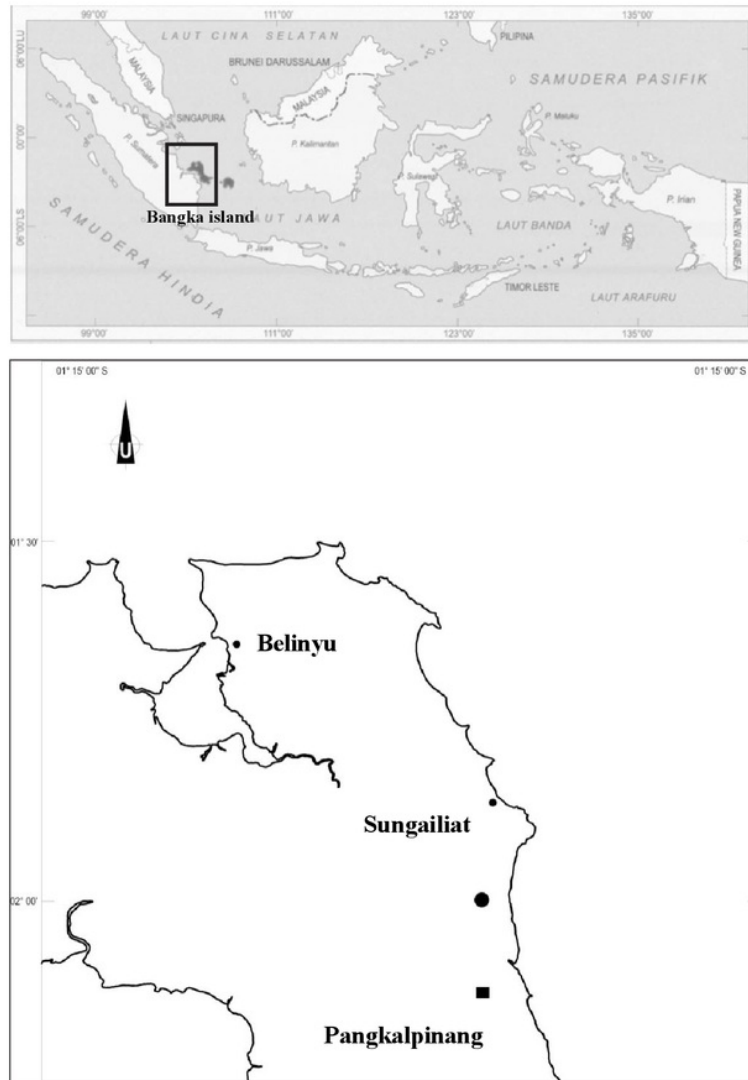 LAUT CINA SELATAN
PILIPINA
06°00'LU
MALAYSIA
BRUNEI DARUSSALAM
MALAYSIA
SAMUDERA PASIFIK
SINGAPURA
00°00'
P. Sumatera
P. Kalimantan
P. Maluku
P. Sulawesi
P. Irian
PAPUA NEW GUINEA
Bangka island
LAUT JAWA
06°00'LS
LAUT BANDA
P. Jawa
SAMUDERA HINDIA
TIMOR LESTE
LAUT ARAFURU
99°00'
111°00'
123°00'
135°00'
99°00'
111°00'
123°00'
135°00'
01° 15' 00" S
01° 15' 00" S
U
01° 30'
Belinyu
Sungailiat
02° 00'
Pangkalpinang